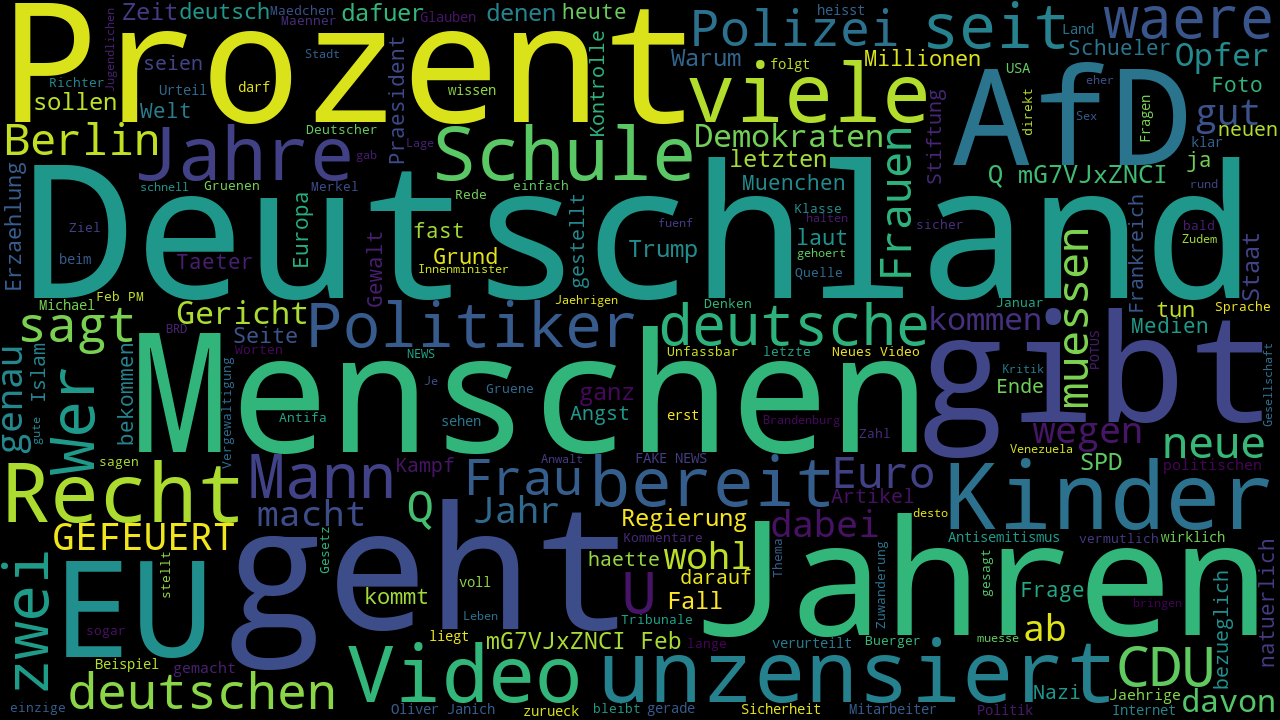 Prozent
Zeit
deutsch
Maedchen
Maenner
dafuer
Glauben
denen
heute
Polizei
heisst
seit
Land
waere
Jugendlichen
Stadt
seien
Richter
Urteil
darf
sollen
Welt
wissen
Kontrolle
Warum
folgt
Millionen
Schueler
Opfer
USA
eher
Foto
viele
AfD
direkt
Sex
Fragen
gut
neuen
klar
Berlin
Jahre
Deutscher
gab
Praesident
Lage
Schule
Demokraten
letzten
Frauen
Stiftung
Q mG7VJxZNCI
ja
rund
Erzaehlung
Deutschland
schnell
Gruenen
Merkel
Rede
einfach
Muenchen
Klasse
halten
Ziel
beim
Taeter
Europa
Gewalt
fast
Grund
Innenminister
gestellt
fuenf
Trump
laut
gehoert
Quelle
sicher
Frankreich
bald
Zudem
Staat
Michael
Feb PM
Gericht
Jaehrigen
Denken
Januar
tun
Sprache
sagt
BRD
Seite
Worten
Politiker
deutsche
kommen
muessen
Medien
genau
Islam
gute
Wer
bekommen
Menschen
Vergewaltigung
NEWS
Je
Gruene
Unfassbar
letzte
Neues Video
gibt
Kritik
POTUS
Gesellschaft
Antifa
sehen
ganz
Angst
erst
Brandenburg
Zahl
Ende
wegen
neue
Venezuela
Recht
sagen
Mann
Kampf
Frau
Anwalt
FAKE NEWS
bereit
Euro
Artikel
SPD
politischen
Kinder
macht
Q
Jahr
Regierung
dabei
desto
GEFEUERT
Gesetz
geht
Kommentare
haette
wohl
Thema
Antisemitismus
vermutlich
wirklich
zwei
EU
stellt
voll
kommt
Leben
U
darauf
Fall
Zuwanderung
Jahren
gesagt
Frage
bringen
bezueglich
natuerlich
sogar
liegt
Tribunale
ab
Beispiel
gemacht
mG7VJxZNCI Feb
lange
verurteilt
Buerger
muesse
deutschen
Video
unzensiert
CDU
Nazi
Jaehrige
davon
einzige
Oliver Janich
zurueck
bleibt
gerade
Sicherheit
Mitarbeiter
Politik
Internet